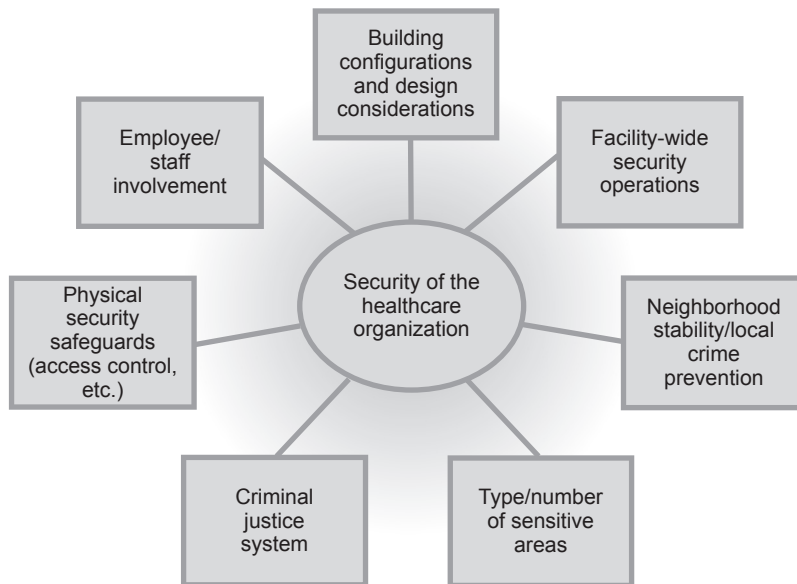 Building
configurations
and design
considerations
Employee/
staff
involvement
Facility-wide
security
operations
Security of the
healthcare
organization
Physical
security
safeguards
(access control,
etc.)
Neighborhood
stability/local
crime
prevention
Criminal
justice
system
Type/number
of sensitive
areas